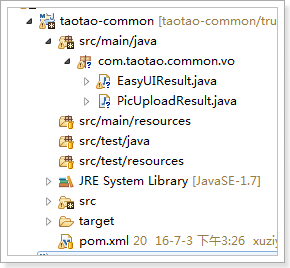 taotao-common [taotao-common/tru
src/main/java
com.taotao.common.vo
EasyUIResult.java
PicUploadResult.java
src/main/resources
src/test/java
src/test/resources
JRE System Library [JavaSE-1.7]
src
target
pom.xml 20 16-7-3 下午3:26 xuziy